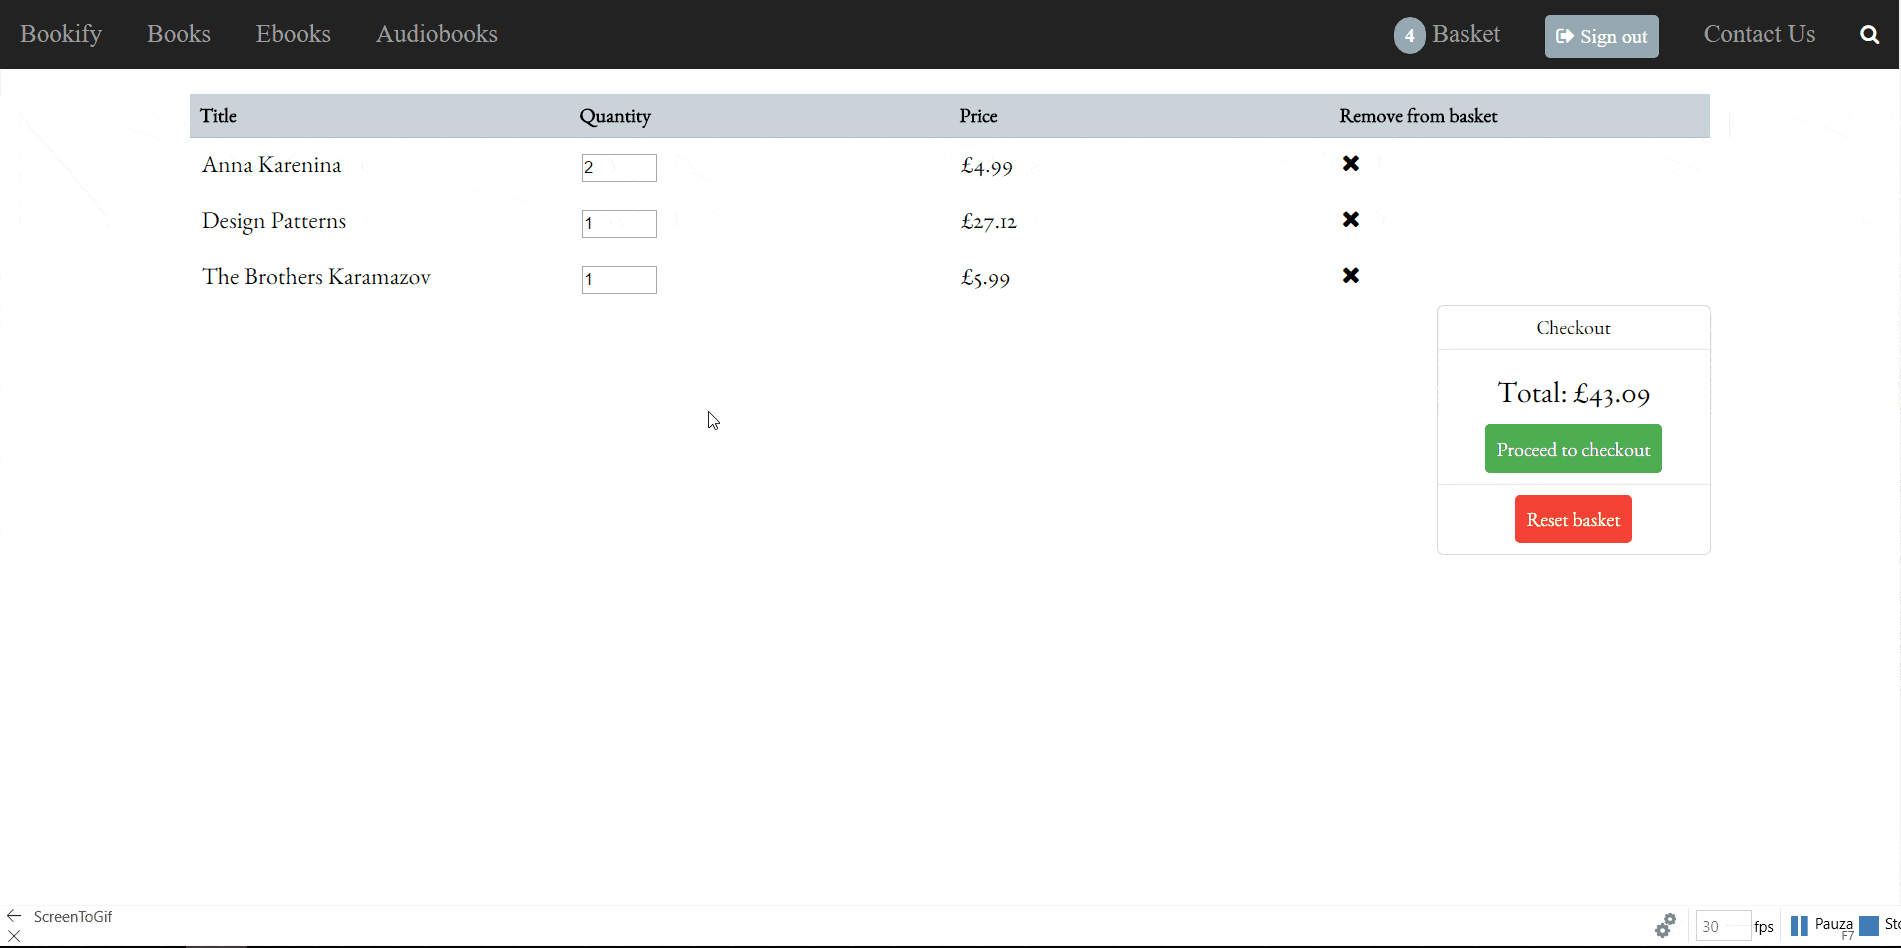 Bookify Books Ebooks Audiobooks 4 Basket Sign out Contact Us
Title Quantity Price Remove from basket
Anna Karenina 2 £4.99
Design Patterns 1 £27.12
The Brothers Karamazov 1 £5.99
Checkout
Total: £43.09
Proceed to checkout
Reset basket
ScreenToGif
30 fps Pauza
F7